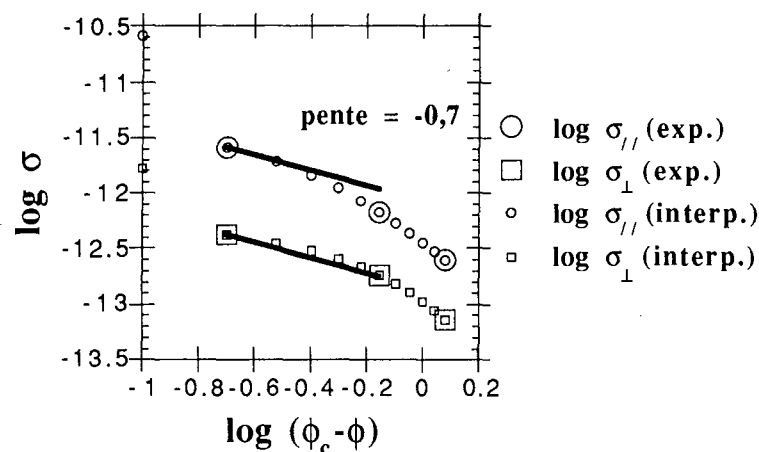 -10.5
-11
-11.5
-12
-12.5
-13
-13.5
log σ
pente = -0,7
log σ// (exp.)
log σ⊥ (exp.)
log σ// (interp.)
log σ⊥ (interp.)
-1 -0.8 -0.6 -0.4 -0.2 0 0.2
log (ϕc-ϕ)